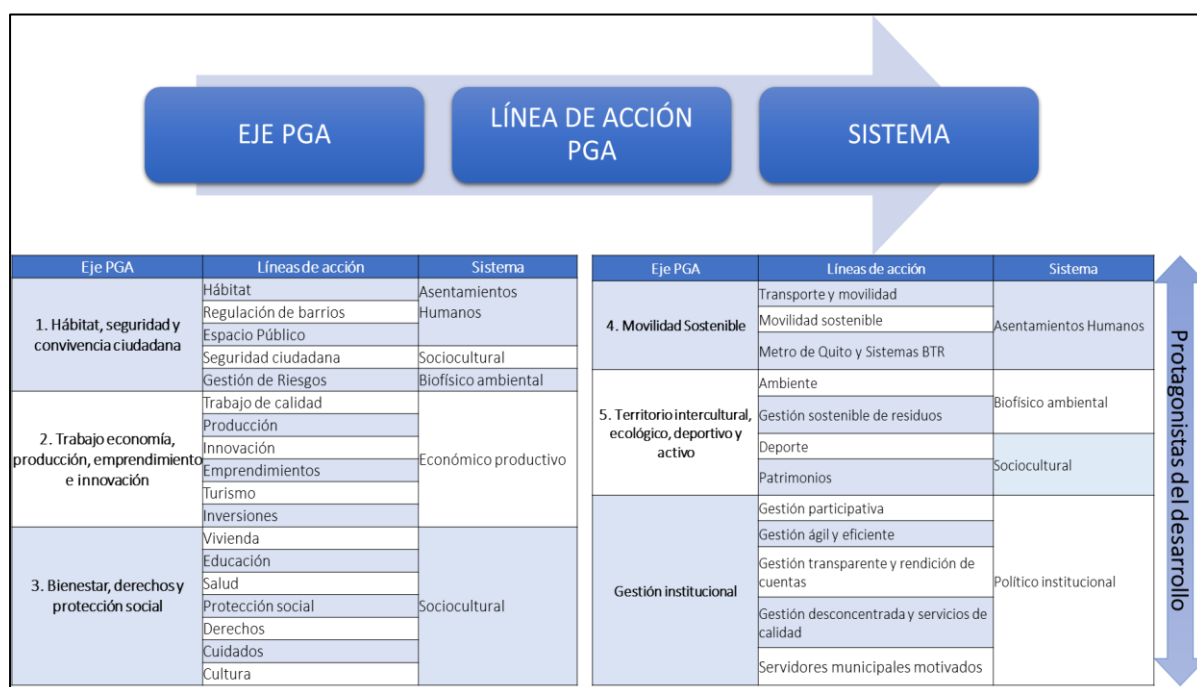 EJE PGA
LÍNEA DE ACCIÓN
PGA
SISTEMA
Eje PGA
Líneas de acción
Sistema
1. Hábitat, seguridad y
convivencia ciudadana
Hábitat
Regulación de barrios
Espacio Público
Asentamientos
Humanos
Seguridad ciudadana
Sociocultural
Gestión de Riesgos
Biofísico ambiental
2. Trabajo economía,
producción, emprendimiento
e innovación
Trabajo de calidad
Producción
Innovación
Emprendimientos
Turismo
Inversiones
Económico productivo
3. Bienestar, derechos y
protección social
Vivienda
Educación
Salud
Protección social
Derechos
Cuidados
Cultura
Sociocultural
Eje PGA
Líneas de acción
Sistema
4. Movilidad Sostenible
Transporte y movilidad
Movilidad sostenible
Metro de Quito y Sistemas BTR
Asentamientos Humanos
5. Territorio intercultural,
ecológico, deportivo y
activo
Ambiente
Gestión sostenible de residuos
Biofísico ambiental
Deporte
Patrimonios
Sociocultural
Gestión institucional
Gestión participativa
Gestión ágil y eficiente
Gestión transparente y rendición de
cuentas
Gestión desconcentrada y servicios de
calidad
Servidores municipales motivados
Político institucional
Protagonistas del desarrollo